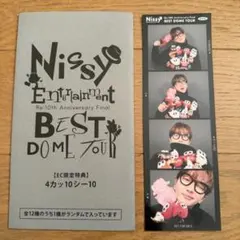 Nissy
Entertainment
Re:10th Anniversary Final
BEST
DOME TOUR
【EC限定特典】
4カッ10シー10
全12種のうち1種がランダムで入っています
Nissy
BEST DOME TOUR